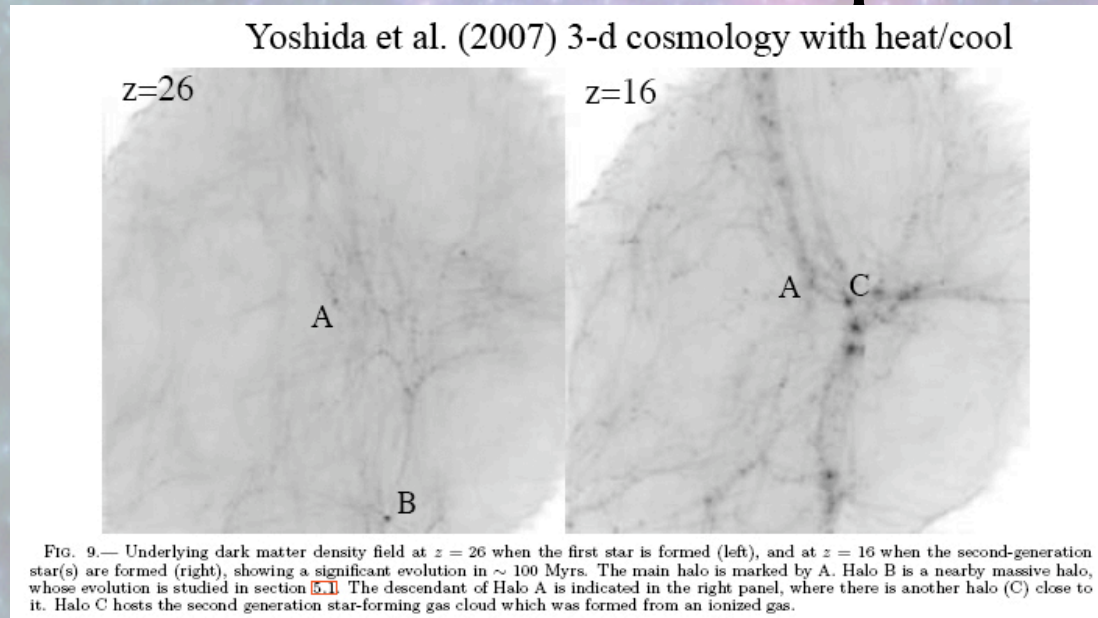 Yoshida et al. (2007) 3-d cosmology with heat/cool
z=26
z=16
A
B
A
C
FIG. 9.— Underlying dark matter density field at z = 26 when the first star is formed (left), and at z = 16 when the second-generation
star(s) are formed (right), showing a significant evolution in ∼ 100 Myrs. The main halo is marked by A. Halo B is a nearby massive halo,
whose evolution is studied in section 5.1. The descendant of Halo A is indicated in the right panel, where there is another halo (C) close to
it. Halo C hosts the second generation star-forming gas cloud which was formed from an ionized gas.